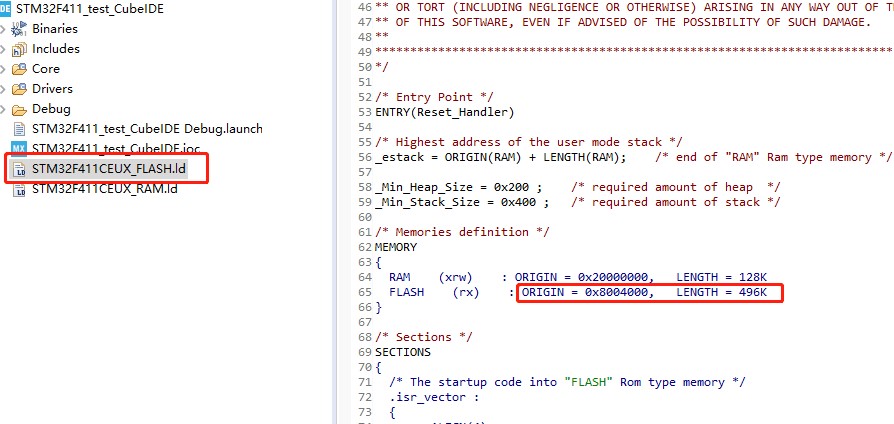 STM32F411_test_CubeIDE
Binaries
Includes
Core
Drivers
Debug
STM32F411_test_CubeIDE Debug.launch
STM32F411_test_CubeIDE.ioc
STM32F411CEUX_FLASH.ld
STM32F411CEUX_RAM.ld
46 ** OR TORT (INCLUDING NEGLIGENCE OR OTHERWISE) ARISING IN ANY WAY OUT OF
47 ** OF THIS SOFTWARE, EVEN IF ADVISED OF THE POSSIBILITY OF SUCH DAMAGE.
48 **
49 *****************************************************************************
50 */
51
52 /* Entry Point */
53 ENTRY(Reset_Handler)
54
55 /* Highest address of the user mode stack */
56 _estack = ORIGIN(RAM) + LENGTH(RAM); /* end of "RAM" Ram type memory */
57
58 _Min_Heap_Size = 0x200 ; /* required amount of heap */
59 _Min_Stack_Size = 0x400 ; /* required amount of stack */
60
61 /* Memories definition */
62 MEMORY
63 {
64 RAM (xrw) : ORIGIN = 0x20000000, LENGTH = 128K
65 FLASH (rx) : ORIGIN = 0x8004000, LENGTH = 496K
66 }
67
68 /* Sections */
69 SECTIONS
70 {
71 /* The startup code into "FLASH" Rom type memory */
72 .isr_vector :
73 {